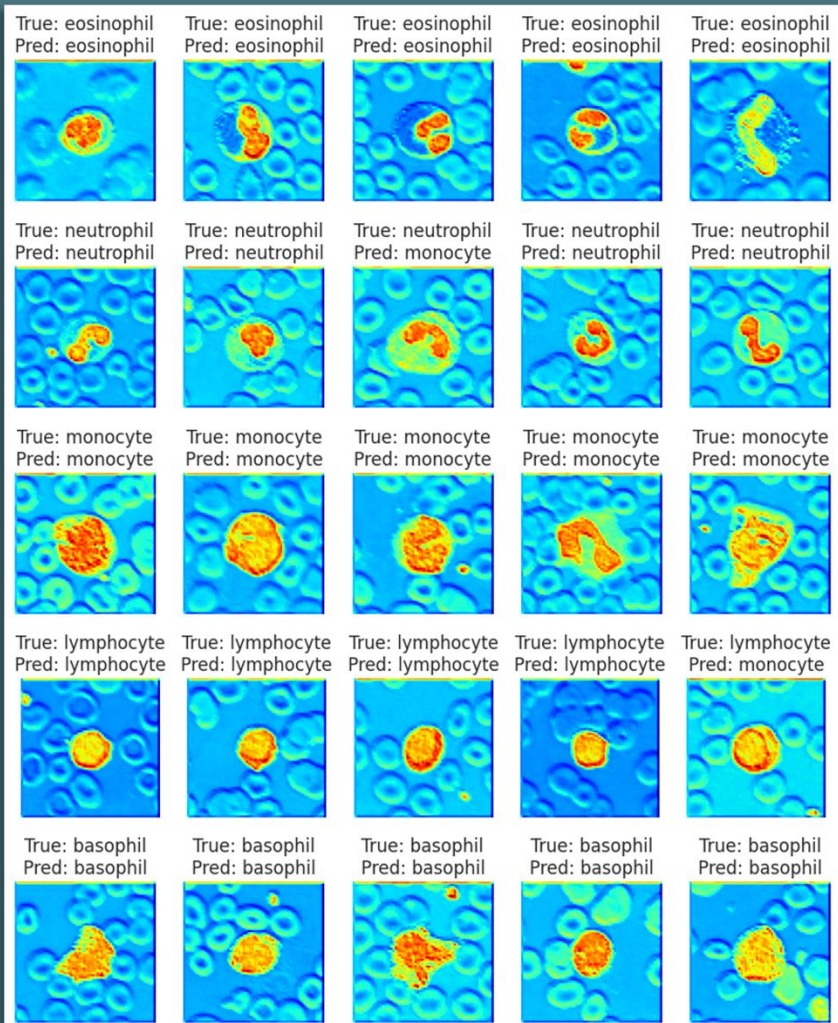 True: eosinophil
Pred: eosinophil
True: eosinophil
Pred: eosinophil
True: eosinophil
Pred: eosinophil
True: eosinophil
Pred: eosinophil
True: eosinophil
Pred: eosinophil
True: neutrophil
Pred: neutrophil
True: neutrophil
Pred: neutrophil
True: neutrophil
Pred: monocyte
True: neutrophil
Pred: neutrophil
True: neutrophil
Pred: neutrophil
True: monocyte
Pred: monocyte
True: monocyte
Pred: monocyte
True: monocyte
Pred: monocyte
True: monocyte
Pred: monocyte
True: monocyte
Pred: monocyte
True: lymphocyte
Pred: lymphocyte
True: lymphocyte
Pred: lymphocyte
True: lymphocyte
Pred: lymphocyte
True: lymphocyte
Pred: lymphocyte
True: lymphocyte
Pred: monocyte
True: basophil
Pred: basophil
True: basophil
Pred: basophil
True: basophil
Pred: basophil
True: basophil
Pred: basophil
True: basophil
Pred: basophil